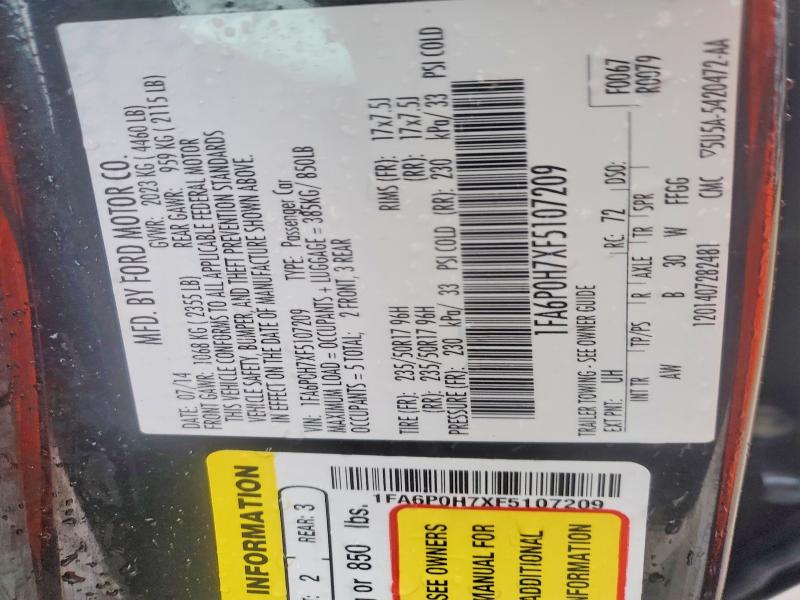 MFD. BY FORD MOTOR CO.
DATE: 07/14 GVWR: 2023 KG ( 4460 LB)
FRONT GAWR: 1068 KG ( 2355 LB) REAR GAWR: 959 KG ( 2115 LB)
THIS VEHICLE CONFORMS TO ALL APPLICABLE FEDERAL MOTOR
VEHICLE SAFETY, BUMPER, AND THEFT PREVENTION STANDARDS
IN EFFECT ON THE DATE OF MANUFACTURE SHOWN ABOVE.
VIN: 1FA6P0H7XF5107209 TYPE: Passenger Car
MAXIMUM LOAD = OCCUPANTS + LUGGAGE = 385KG/ 850LB
OCCUPANTS = 5 TOTAL; 2 FRONT, 3 REAR
TIRE (FR): 235/50R17 96H RIMS (FR): 17x7.5J
(RR): 235/50R17 96H (RR): 17x7.5J
PRESSURE (FR): 230 kPa/ 33 PSI COLD (RR): 230 kPa/ 33 PSI COLD
1FA6P0H7XF5107209
F0067
R0079
TRAILER TOWING - SEE OWNER GUIDE
EXT PNT: UH RC: 72 DSO:
INT TR TP/PS R AXLE TR SPR
AW B 30 W FFGG
1201407282481 CMC ▽5U5A-5420472-AA
INFORMATION
: 2 REAR: 3
g or 850 lbs.
1FA6P0H7XF5107209
SEE OWNERS
MANUAL FOR
ADDITIONAL
INFORMATION